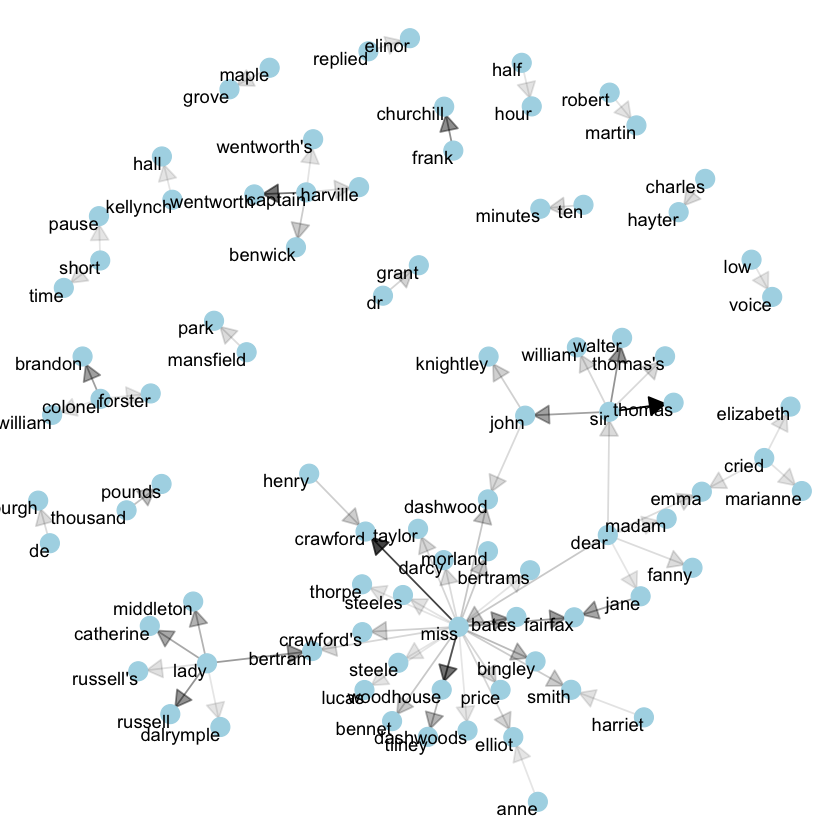 elinor
replied
half
maple
grove
robert
hour
churchill
martin
wentworth's
frank
hall
charles
wentworth
captain
harville
kellynch
minutes
ten
hayter
pause
benwick
short
grant
low
time
dr
voice
park
mansfield
walter
william
thomas's
brandon
knightley
colonel
forster
thomas
elizabeth
william
john
sir
cried
henry
pounds
emma
marianne
urgh
thousand
dashwood
madam
crawford
taylor
dear
de
morland
darcy
bertrams
fanny
thorpe
steeles
jane
middleton
catherine
miss
bates
fairfax
crawford's
bertram
lady
steele
bingley
russell's
lucas
woodhouse
price
smith
russell
dalrymple
bennet
dashwoods
tilney
elliot
harriet
anne